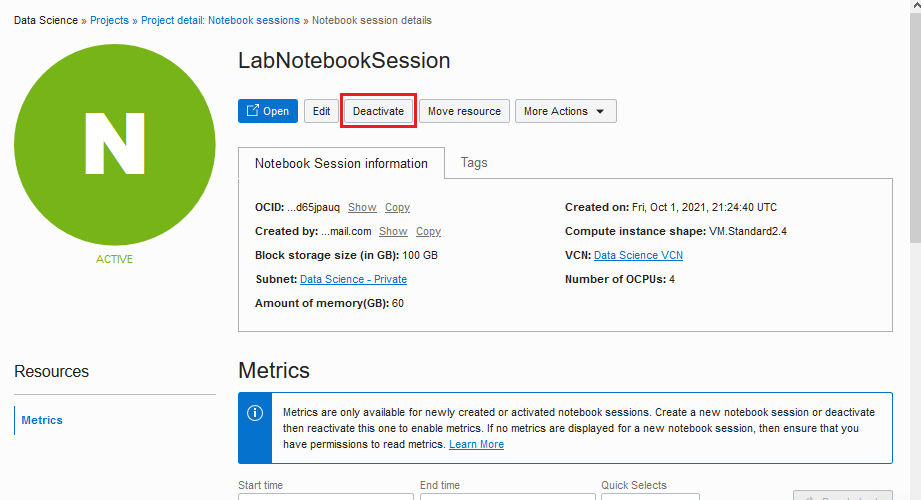 Data Science » Projects » Project detail: Notebook sessions » Notebook session details
N
ACTIVE
LabNotebookSession
Open Edit Deactivate Move resource More Actions
Notebook Session information Tags
OCID: ...d65jpauq Show Copy
Created by: ...mail.com Show Copy
Block storage size (in GB): 100 GB
Subnet: Data Science - Private
Amount of memory(GB): 60
Created on: Fri, Oct 1, 2021, 21:24:40 UTC
Compute instance shape: VM.Standard2.4
VCN: Data Science VCN
Number of OCPUs: 4
Resources
Metrics
Metrics
Metrics are only available for newly created or activated notebook sessions. Create a new notebook session or deactivate
then reactivate this one to enable metrics. If no metrics are displayed for a new notebook session, then ensure that you
have permissions to read metrics. Learn More
Start time End time Quick Selects